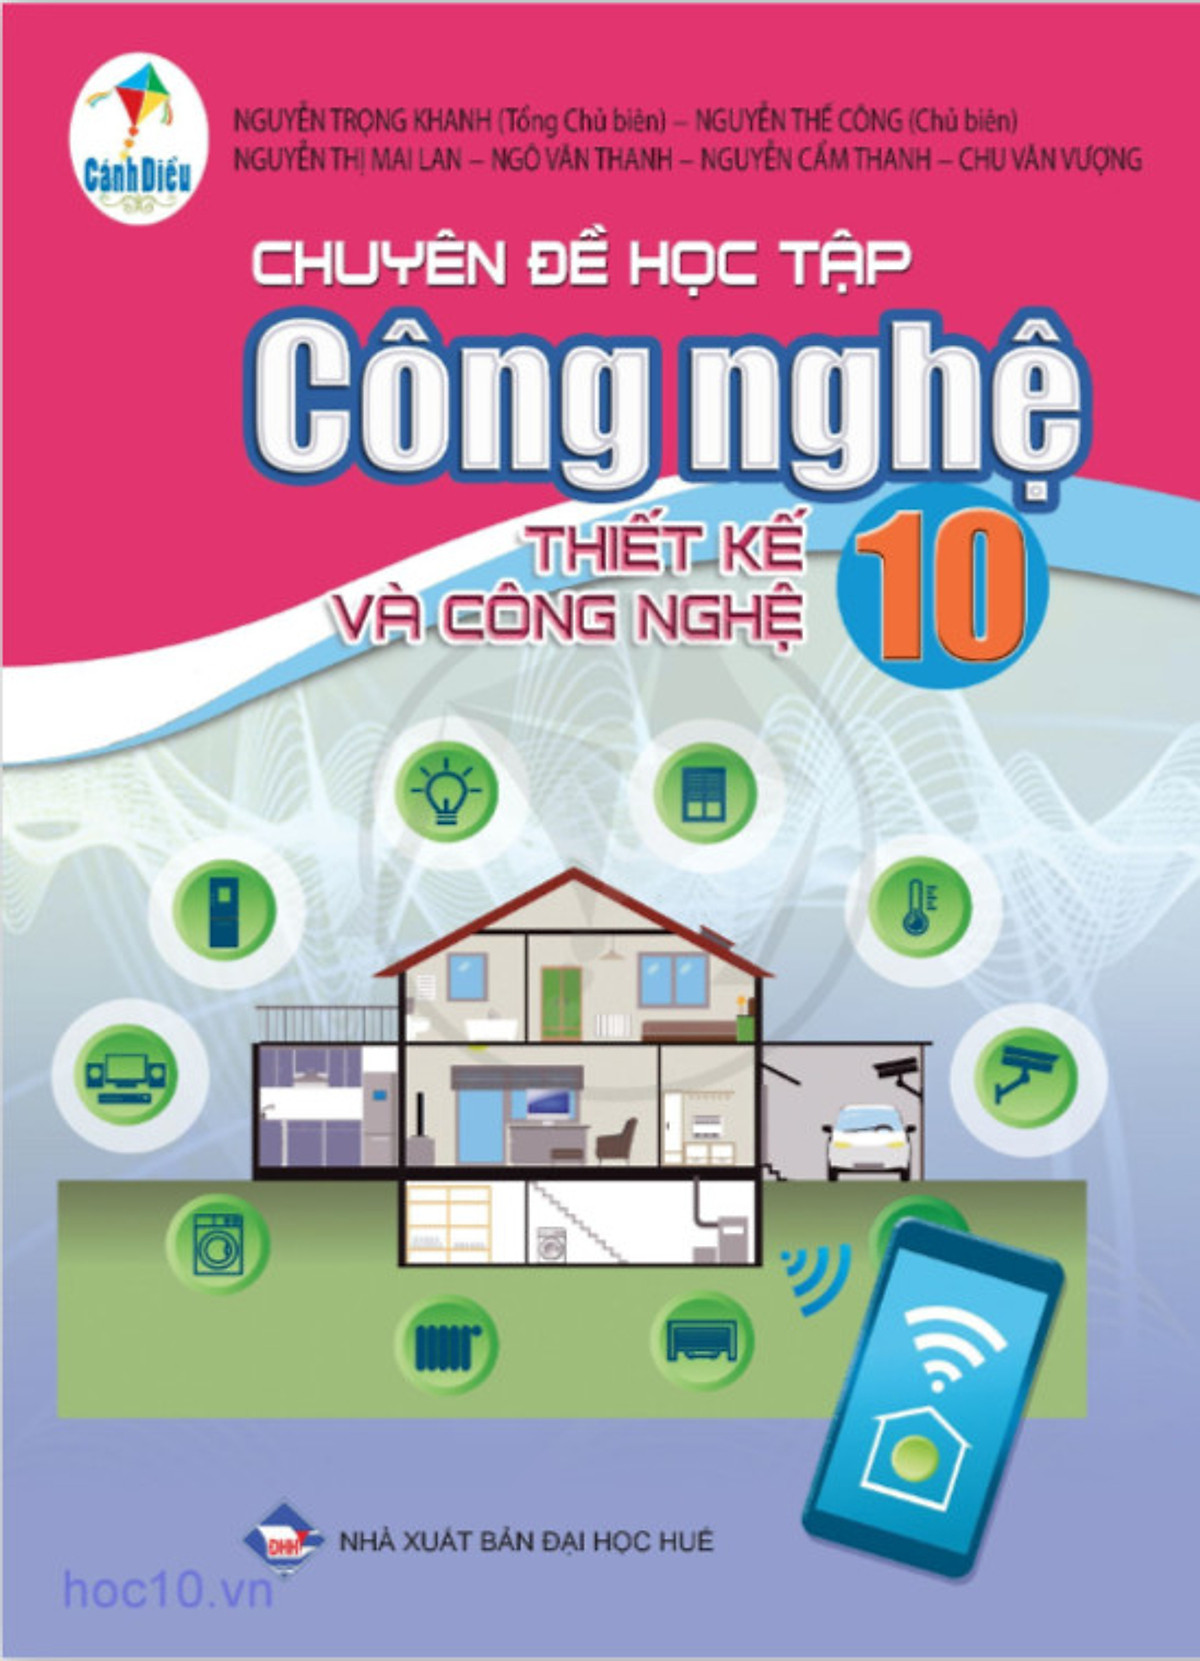 Cánh Diều
NGUYỄN TRỌNG KHANH (Tổng Chủ biên) – NGUYỄN THẾ CÔNG (Chủ biên)
NGUYỄN THỊ MAI LAN – NGÔ VĂN THANH – NGUYỄN CẨM THANH – CHU VĂN VƯỢNG
CHUYÊN ĐỀ HỌC TẬP
Công nghệ
THIẾT KẾ
VÀ CÔNG NGHỆ
10
ĐHH
NHÀ XUẤT BẢN ĐẠI HỌC HUẾ
hoc10.vn